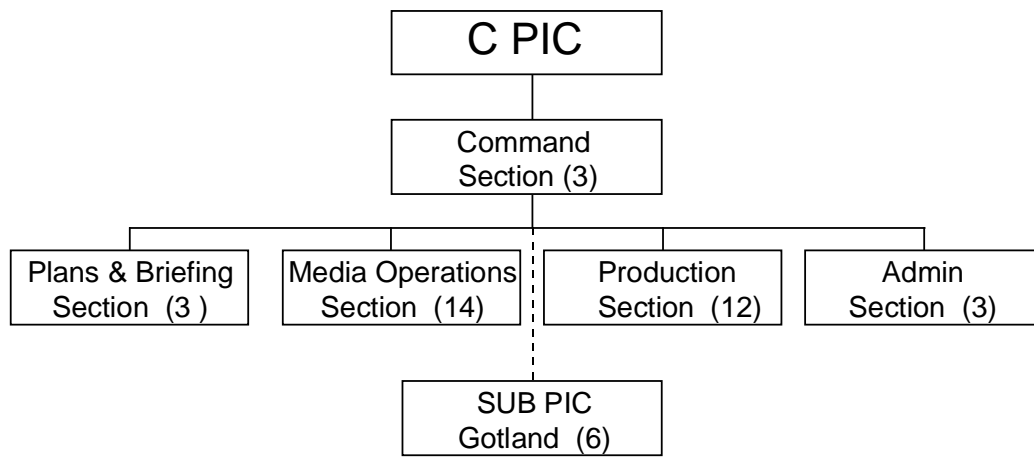 C PIC
Command
Section (3)
Plans & Briefing
Section (3 )
Media Operations
Section (14)
Production
Section (12)
Admin
Section (3)
SUB PIC
Gotland (6)